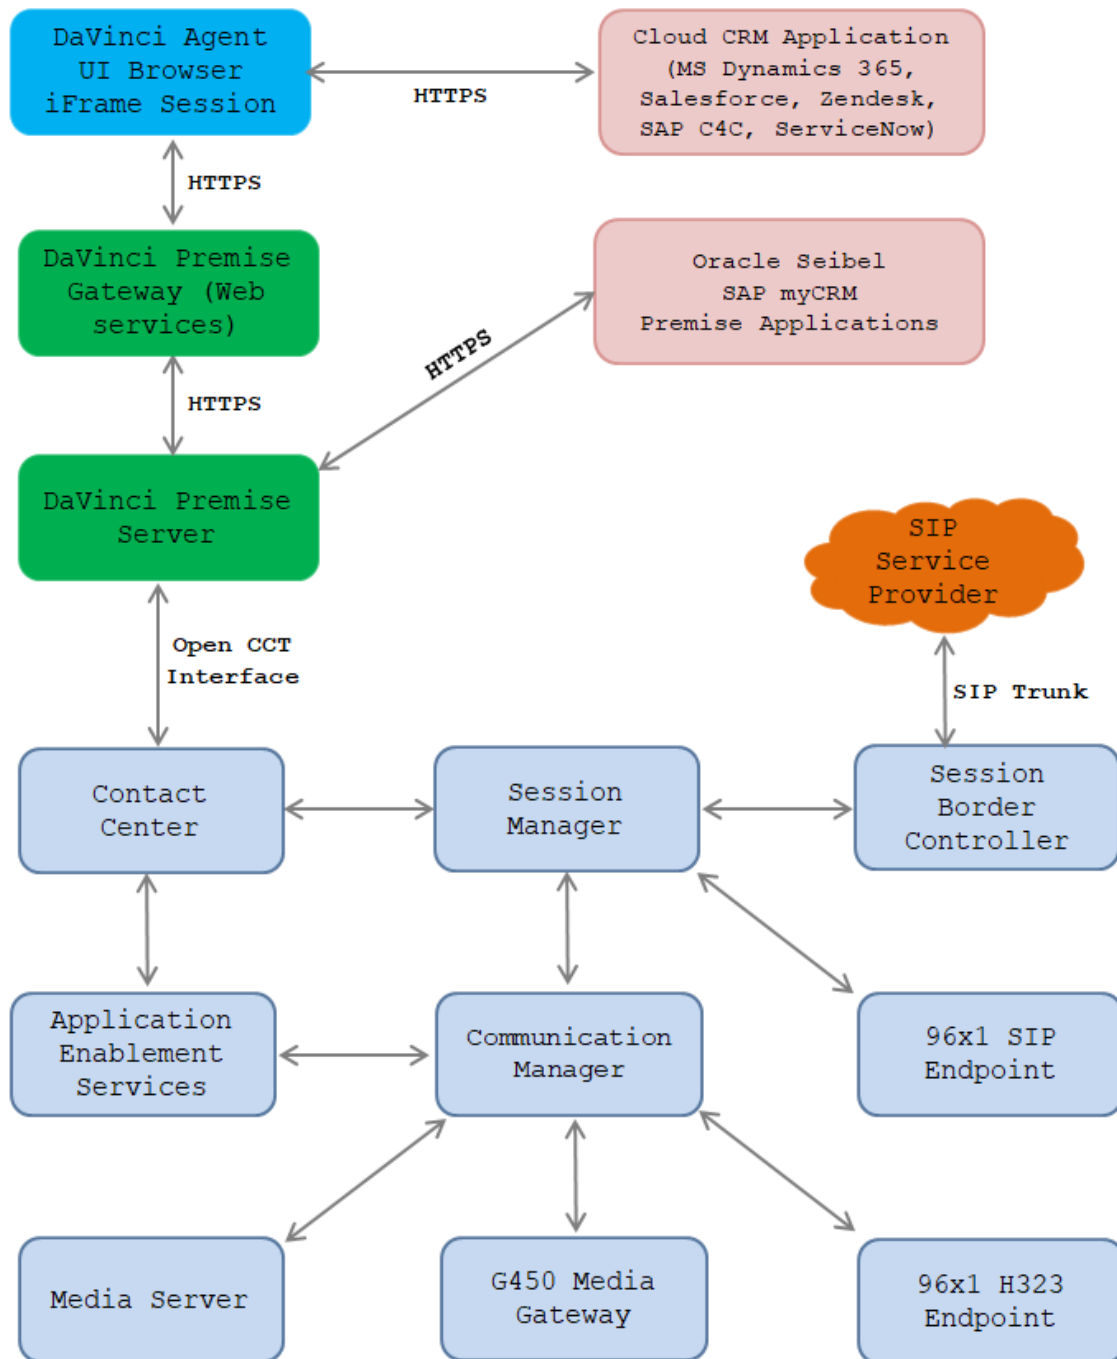 DaVinci Agent
UI Browser
iFrame Session
HTTPS
Cloud CRM Application
(MS Dynamics 365,
Salesforce, Zendesk,
SAP C4C, ServiceNow)
HTTPS
DaVinci Premise
Gateway (Web
services)
Oracle Seibel
SAP myCRM
Premise Applications
HTTPS
HTTPS
DaVinci Premise
Server
SIP
Service
Provider
Open CCT
Interface
SIP Trunk
Contact
Center
Session
Manager
Session
Border
Controller
Application
Enablement
Services
Communication
Manager
96x1 SIP
Endpoint
Media Server
G450 Media
Gateway
96x1 H323
Endpoint